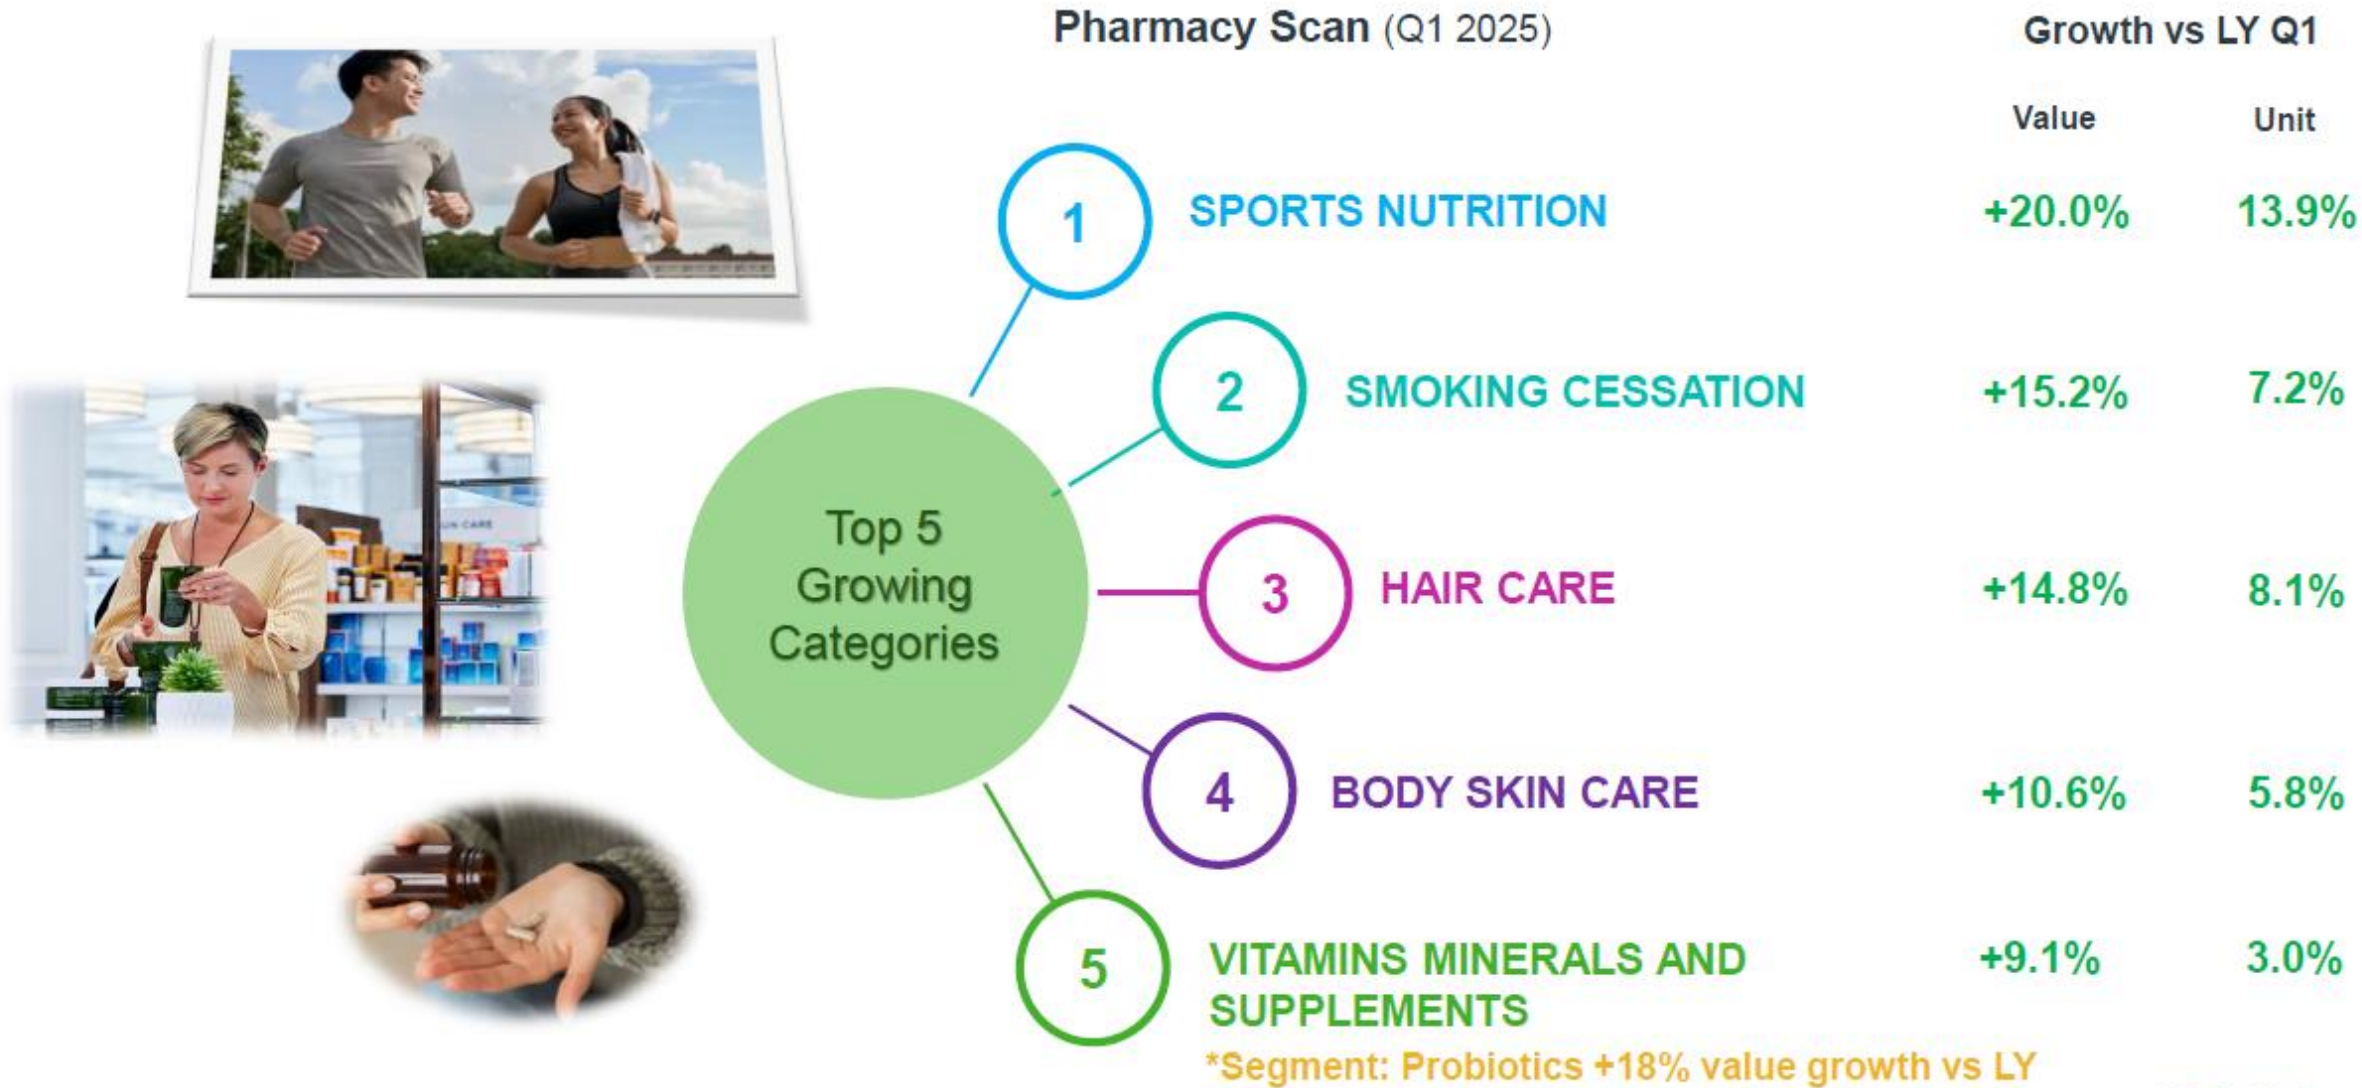 Pharmacy Scan (Q1 2025)
Growth vs LY Q1
Value Unit
1 SPORTS NUTRITION +20.0% 13.9%
2 SMOKING CESSATION +15.2% 7.2%
Top 5
Growing
Categories
3 HAIR CARE +14.8% 8.1%
4 BODY SKIN CARE +10.6% 5.8%
5 VITAMINS MINERALS AND
SUPPLEMENTS
+9.1% 3.0%
*Segment: Probiotics +18% value growth vs LY